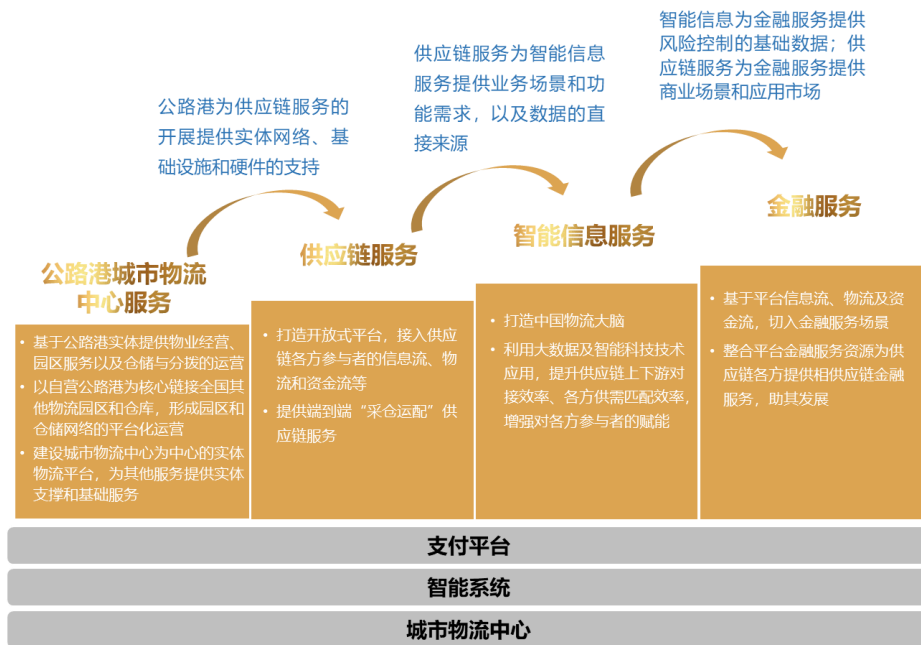 智能信息为金融服务提供
风险控制的基础数据；供
应链服务为金融服务提供
商业场景和应用市场
供应链服务为智能信息
服务提供业务场景和功
能需求，以及数据的直
接来源
公路港为供应链服务的
开展提供实体网络、基
础设施和硬件的支持
公路港城市物流
中心服务
• 基于公路港实体提供物业经营、
园区服务以及仓储与分拨的运营
• 以自营公路港为核心链接全国其
他物流园区和仓库，形成园区和
仓储网络的平台化运营
• 建设城市物流中心为中心的实体
物流平台，为其他服务提供实体
支撑和基础服务
供应链服务
• 打造开放式平台，接入供应
链各方参与者的信息流、物
流和资金流等
• 提供端到端“采仓运配”供
应链服务
智能信息服务
• 打造中国物流大脑
• 利用大数据及智能科技技术
应用，提升供应链上下游对
接效率、各方供需匹配效率，
增强对各方参与者的赋能
金融服务
• 基于平台信息流、物流及资
金流，切入金融服务场景
• 整合平台金融服务资源为供
应链各方提供相供应链金融
服务，助其发展
支付平台
智能系统
城市物流中心